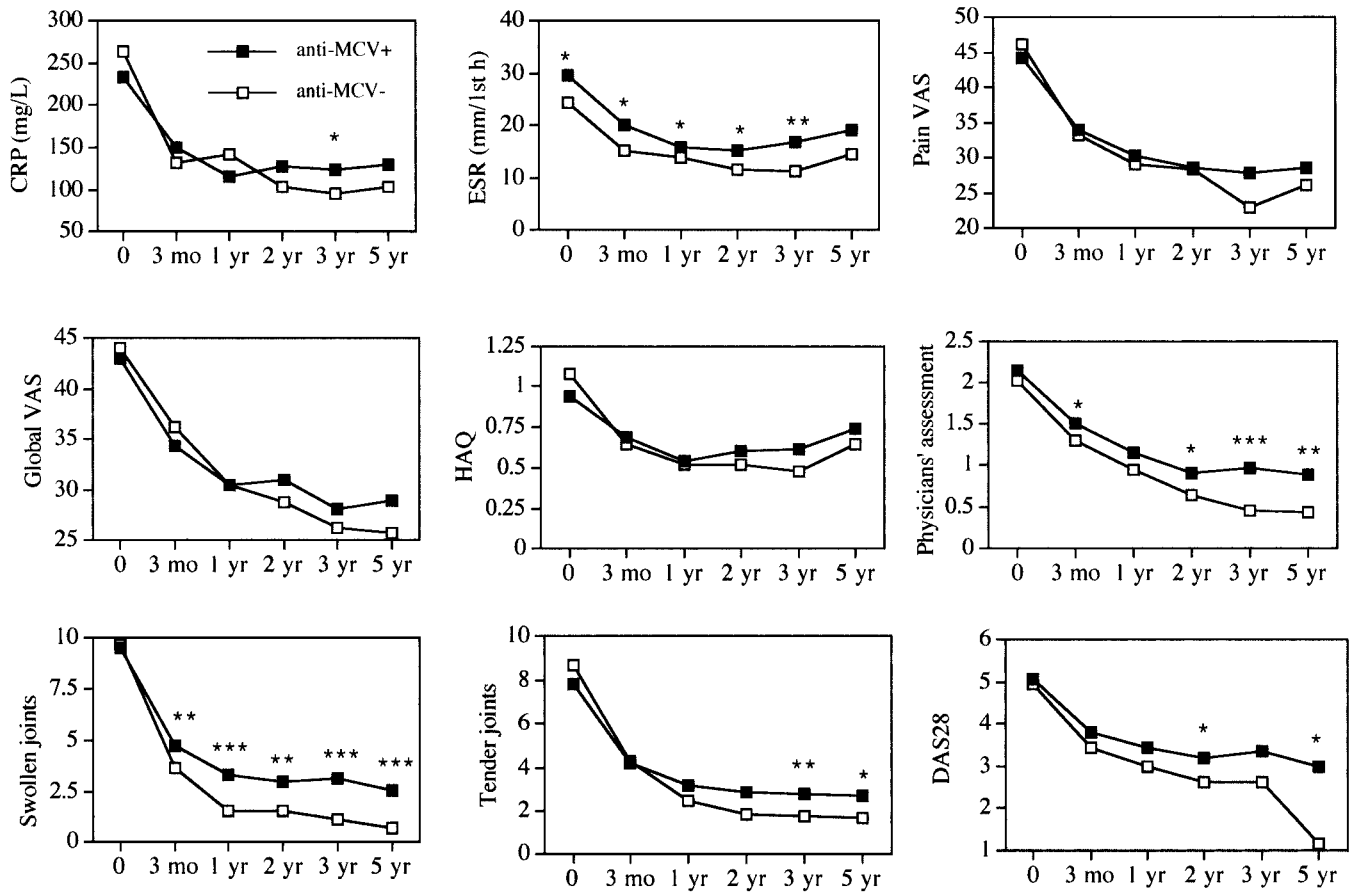 CRP (mg/L)
300
250
200
150
100
50
anti-MCV+
anti-MCV-
*
0 3 mo 1 yr 2 yr 3 yr 5 yr
ESR (mm/1st h)
40
30
20
10
0
* * * * **
0 3 mo 1 yr 2 yr 3 yr 5 yr
Pain VAS
50
45
40
35
30
25
20
0 3 mo 1 yr 2 yr 3 yr 5 yr
Global VAS
45
40
35
30
25
0 3 mo 1 yr 2 yr 3 yr 5 yr
HAQ
1.25
1
0.75
0.5
0.25
0
0 3 mo 1 yr 2 yr 3 yr 5 yr
Physicians' assessment
2.5
2
1.5
1
0.5
0
* * *** **
0 3 mo 1 yr 2 yr 3 yr 5 yr
Swollen joints
10
7.5
5
2.5
0
** *** ** *** ***
0 3 mo 1 yr 2 yr 3 yr 5 yr
Tender joints
10
8
6
4
2
0
** *
0 3 mo 1 yr 2 yr 3 yr 5 yr
DAS28
6
5
4
3
2
1
* *
0 3 mo 1 yr 2 yr 3 yr 5 yr